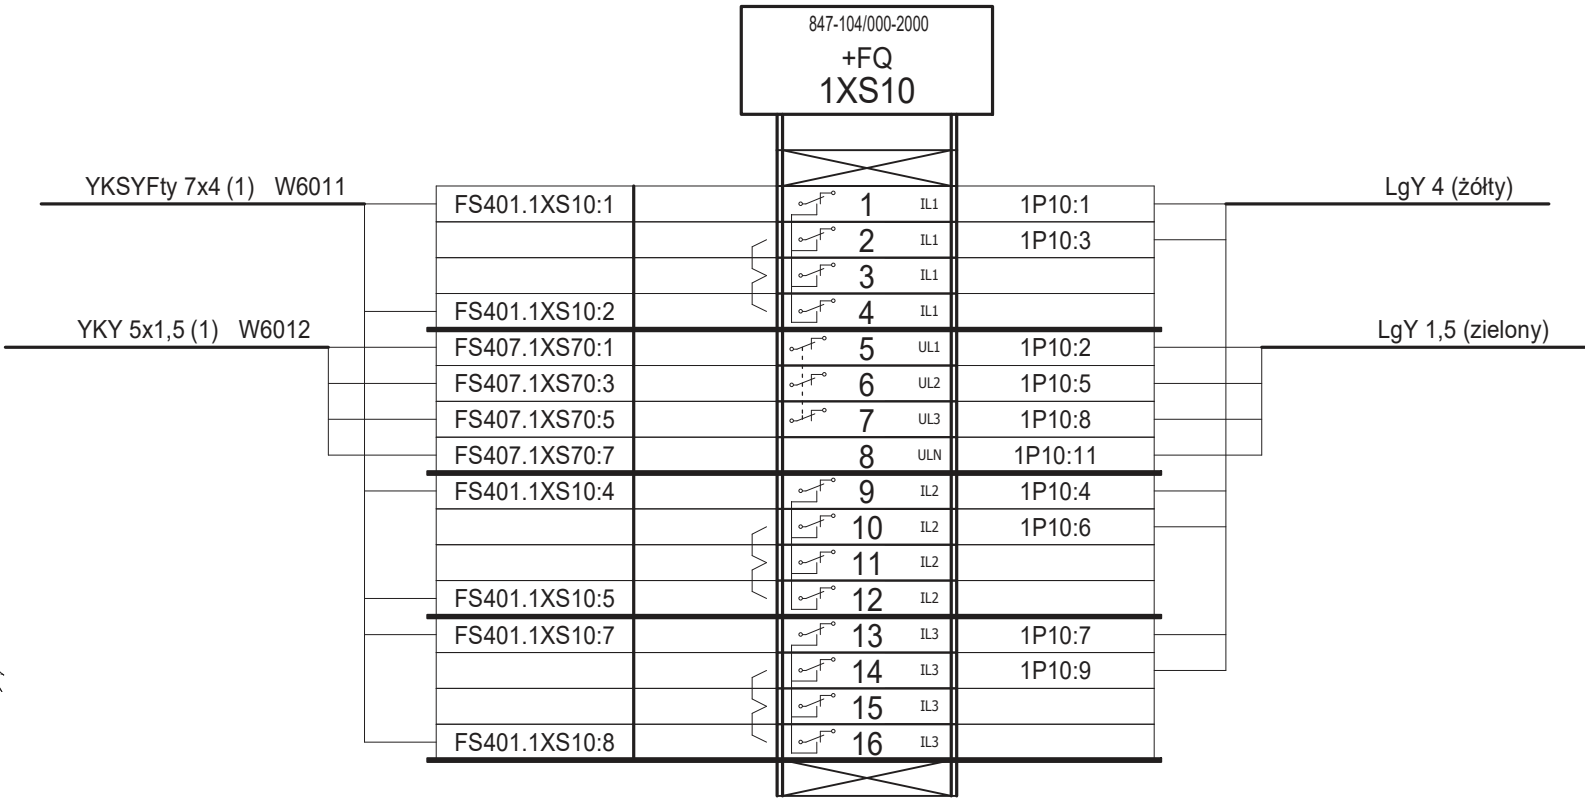 847-104/000-2000
+FQ
1XS10
YKSYFty 7x4 (1) W6011
LgY 4 (żółty)
FS401.1XS10:1 1 IL1 1P10:1
2 IL1 1P10:3
3 IL1
FS401.1XS10:2 4 IL1
YKY 5x1,5 (1) W6012
LgY 1,5 (zielony)
FS407.1XS70:1 5 UL1 1P10:2
FS407.1XS70:3 6 UL2 1P10:5
FS407.1XS70:5 7 UL3 1P10:8
FS407.1XS70:7 8 ULN 1P10:11
FS401.1XS10:4 9 IL2 1P10:4
10 IL2 1P10:6
11 IL2
FS401.1XS10:5 12 IL2
FS401.1XS10:7 13 IL3 1P10:7
14 IL3 1P10:9
15 IL3
FS401.1XS10:8 16 IL3